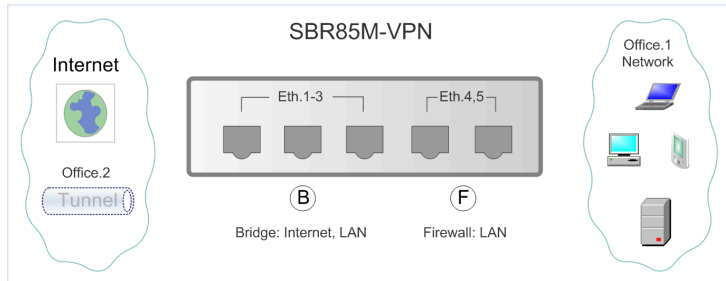 SBR85M-VPN
Internet
Office.2
Tunnel
Eth.1-3
Eth.4,5
B
F
Bridge: Internet, LAN
Firewall: LAN
Office.1
Network